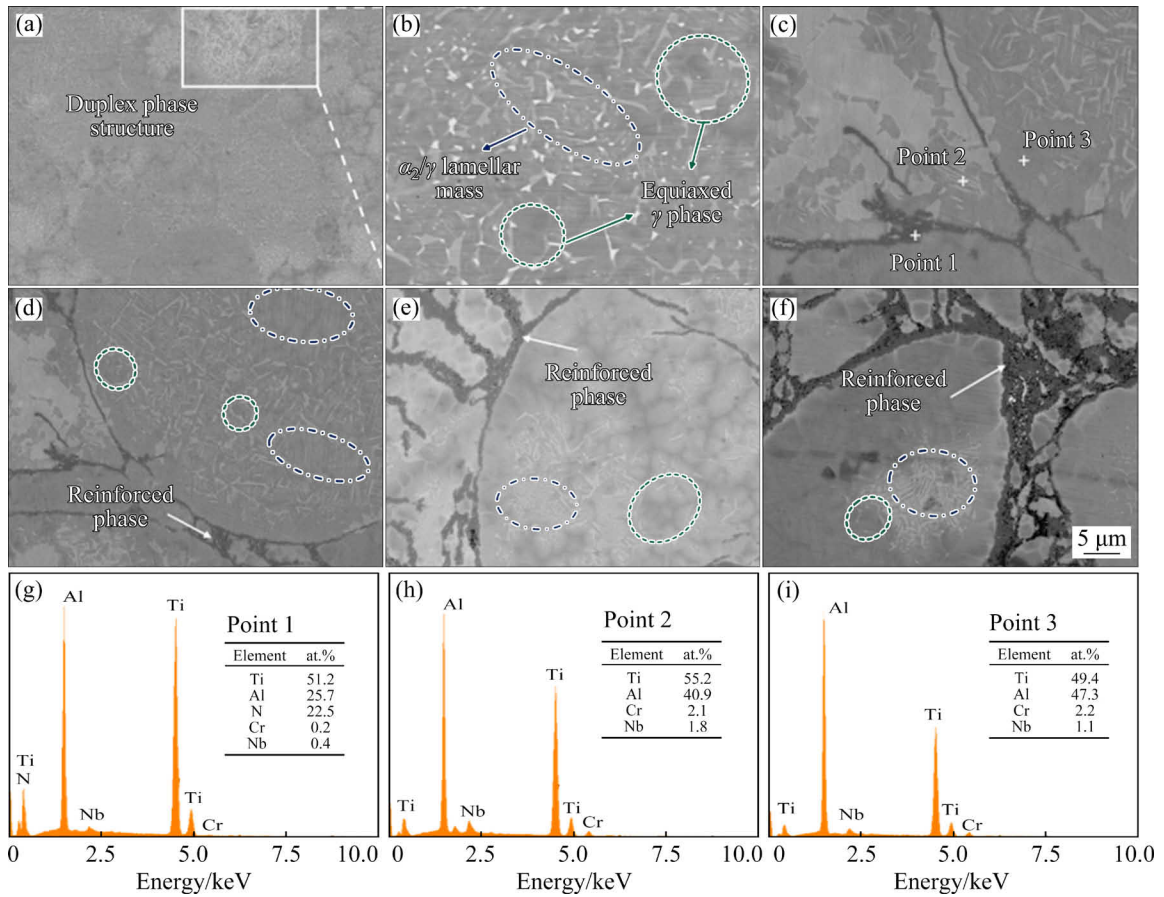 (a)
Duplex phase
structure
(b)
α₂/γ lamellar
mass
Equiaxed
γ phase
(c)
Point 2
Point 3
Point 1
(d)
Reinforced
phase
(e)
Reinforced
phase
(f)
Reinforced
phase
5 μm
(g)
Al
Ti
Point 1
Element at.%
Ti 51.2
Al 25.7
N 22.5
Cr 0.2
Nb 0.4
Ti
N
Nb
Ti
Cr
0 2.5 5.0 7.5 10.0
Energy/keV
(h)
Al
Point 2
Element at.%
Ti 55.2
Al 40.9
Cr 2.1
Nb 1.8
Ti
Ti
Nb
Ti
Cr
0 2.5 5.0 7.5 10.0
Energy/keV
(i)
Al
Point 3
Element at.%
Ti 49.4
Al 47.3
Cr 2.2
Nb 1.1
Ti
Ti
Nb
Ti
Cr
0 2.5 5.0 7.5 10.0
Energy/keV